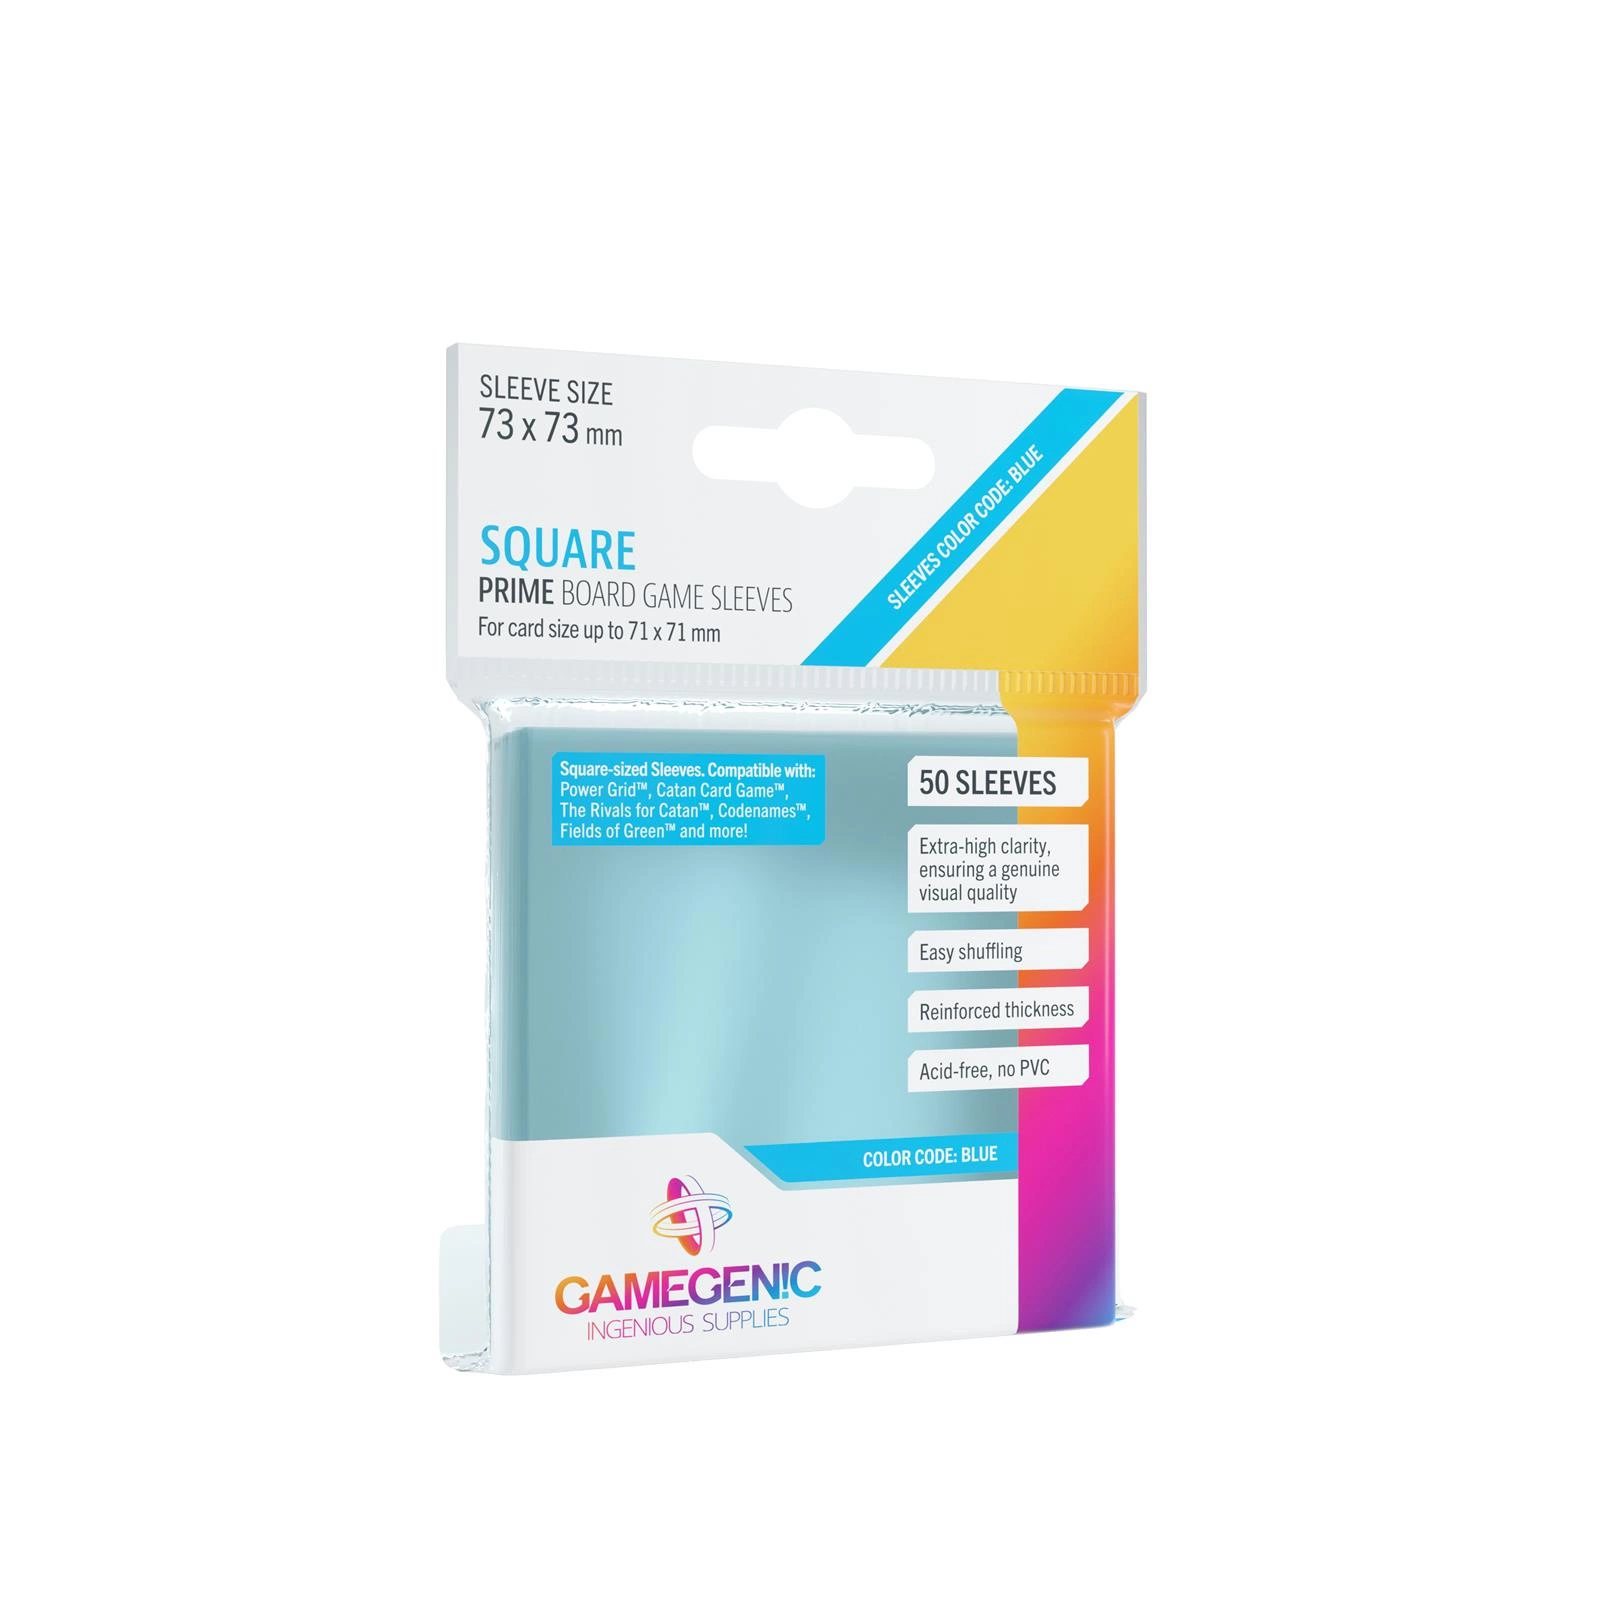 SLEEVE SIZE
73 x 73 mm
SQUARE
PRIME BOARD GAME SLEEVES
For card size up to 71 x 71 mm
SLEEVES COLOR CODE: BLUE
Square-sized Sleeves. Compatible with:
Power Grid™, Catan Card Game™,
The Rivals for Catan™, Codenames™,
Fields of Green™ and more!
50 SLEEVES
Extra-high clarity,
ensuring a genuine
visual quality
Easy shuffling
Reinforced thickness
Acid-free, no PVC
COLOR CODE: BLUE
GAMEGEN!C
INGENIOUS SUPPLIES